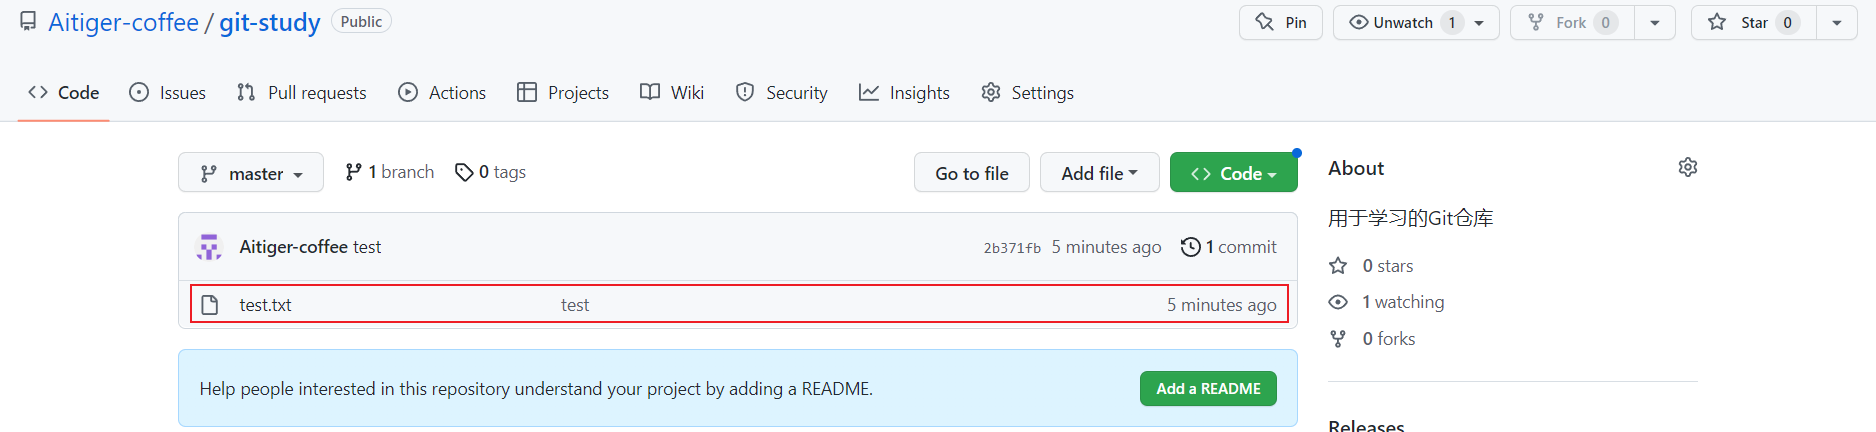 Aitiger-coffee / git-study Public Pin Unwatch 1 Fork 0 Star 0
Code Issues Pull requests Actions Projects Wiki Security Insights Settings
master 1 branch 0 tags Go to file Add file Code
About
用于学习的Git仓库
Aitiger-coffee test 2b371fb 5 minutes ago 1 commit
0 stars
test.txt test 5 minutes ago
1 watching
0 forks
Help people interested in this repository understand your project by adding a README. Add a README
Releases